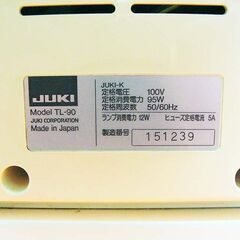 JUKI
Model TL-90
JUKI CORPORATION
Made in Japan
JUKI-K
定格電圧 100V
定格消費電力 95W
定格周波数 50/60Hz
ランプ消費電力 12W ヒューズ定格電流 5A
製造番号 151239